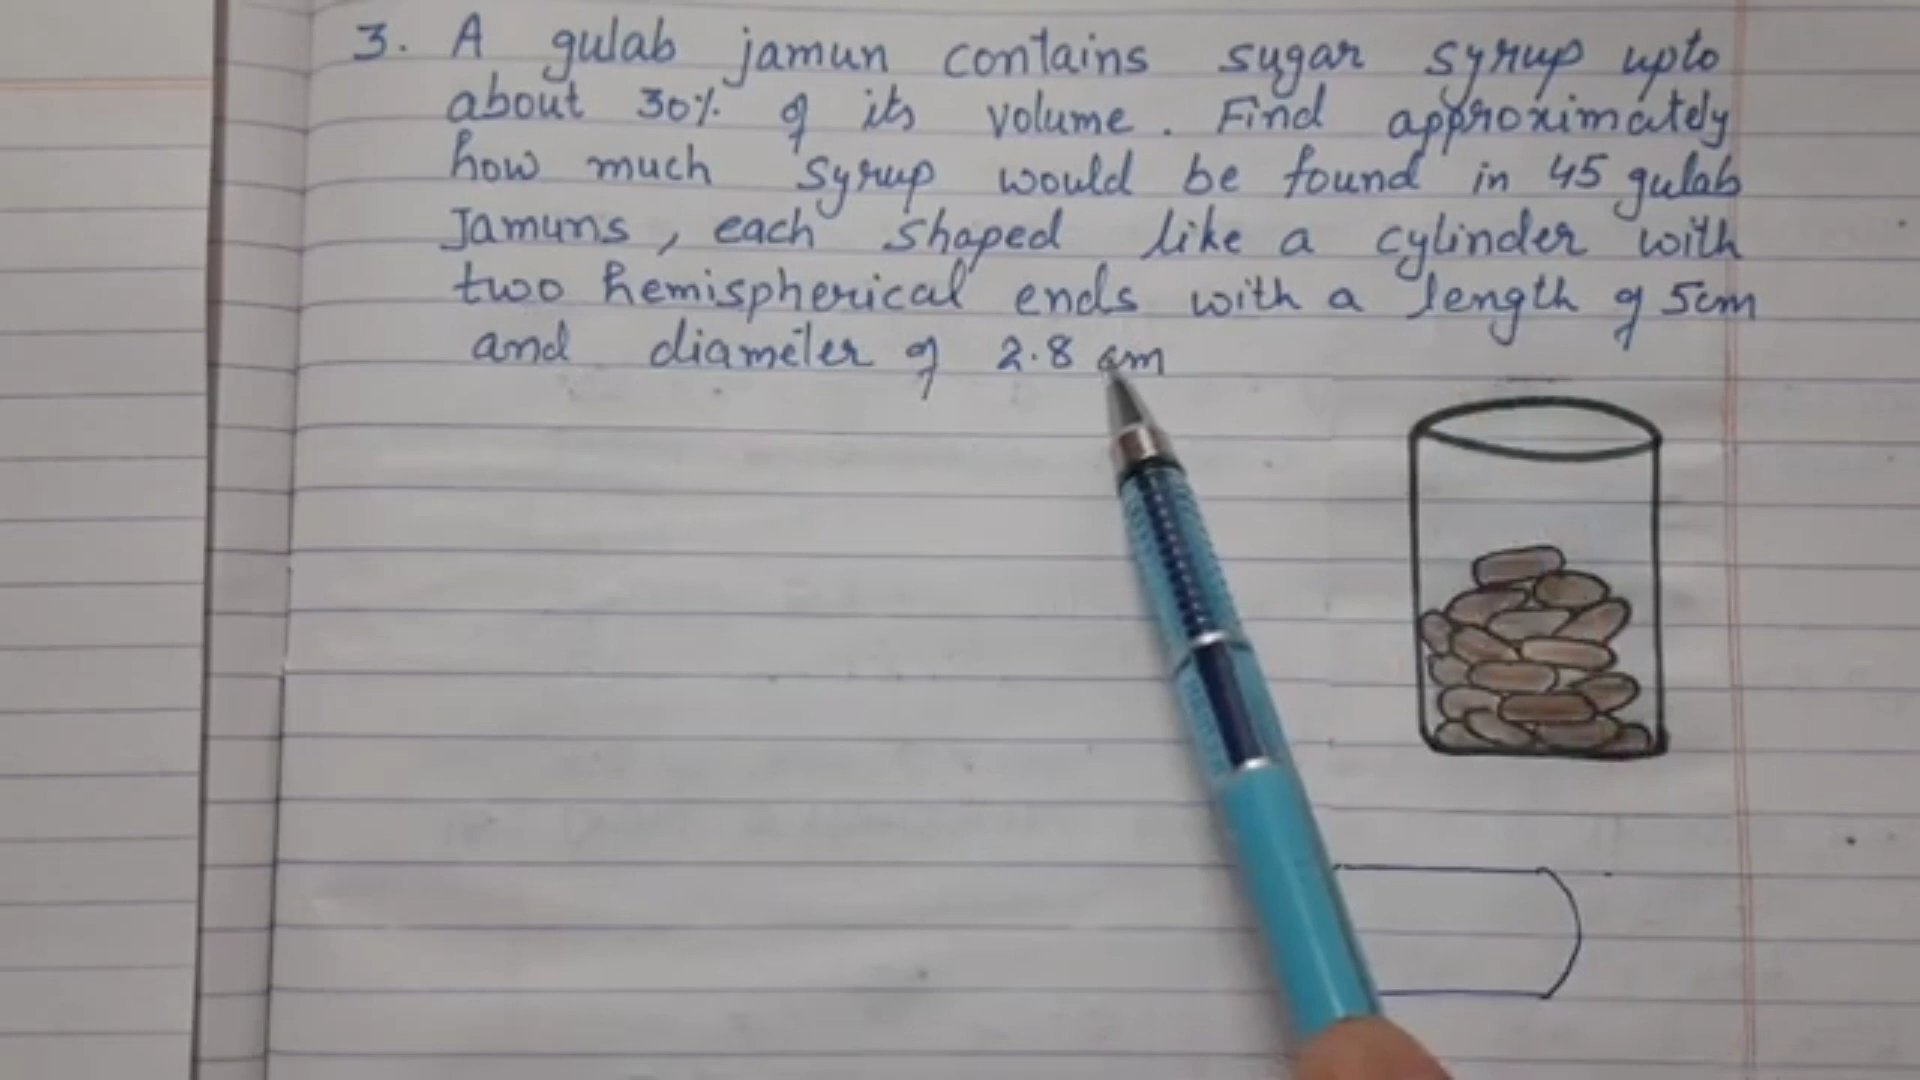 3. A gulab jamun contains sugar syrup upto
about 30% of its volume. Find approximately
how much syrup would be found in 45 gulab
Jamuns, each shaped like a cylinder with
two hemispherical ends with a length of 5cm
and diameter of 2.8 cm